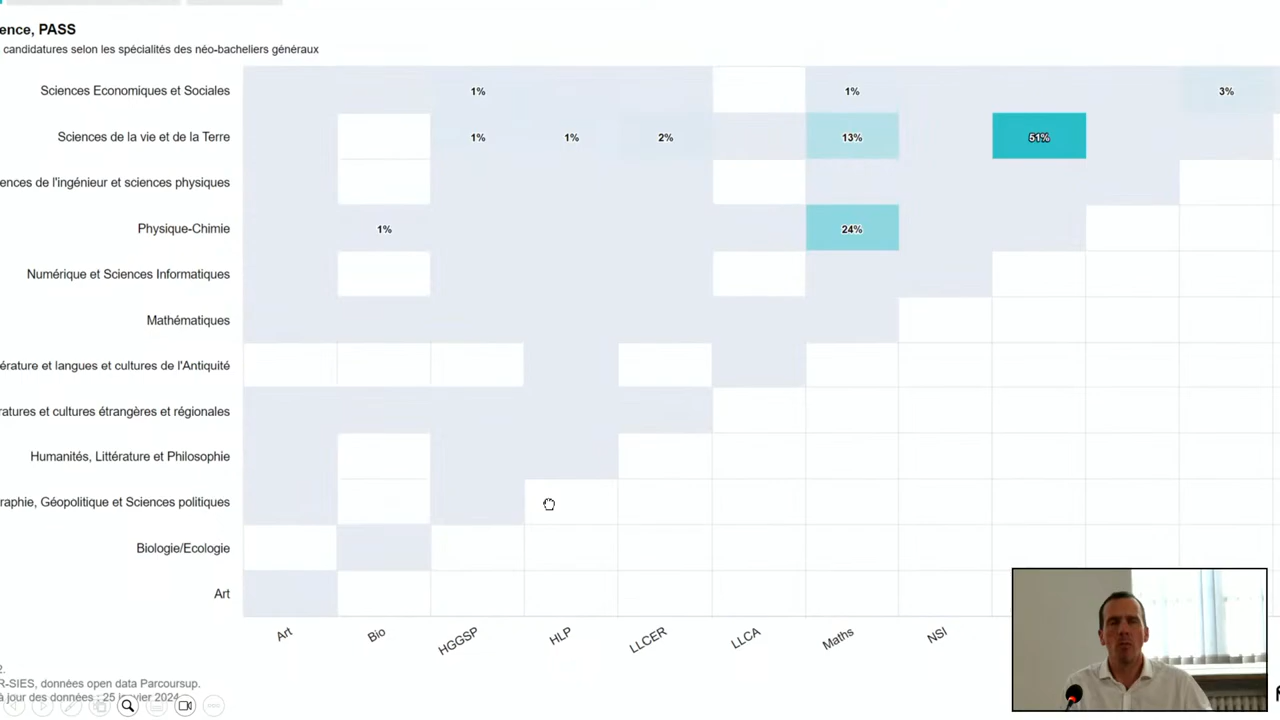 ence, PASS
candidatures selon les spécialités des néo-bacheliers généraux
Sciences Economiques et Sociales 1% 1% 3%
Sciences de la vie et de la Terre 1% 1% 2% 13% 51%
ences de l'ingénieur et sciences physiques
Physique-Chimie 1% 24%
Numérique et Sciences Informatiques
Mathématiques
érature et langues et cultures de l'Antiquité
ratures et cultures étrangères et régionales
Humanités, Littérature et Philosophie
raphie, Géopolitique et Sciences politiques
Biologie/Ecologie
Art
Art Bio HGGSP HLP LLCER LLCA Maths NSI
2.
R-SIES, données open data Parcoursup.
à jour des données : 25 janvier 2024